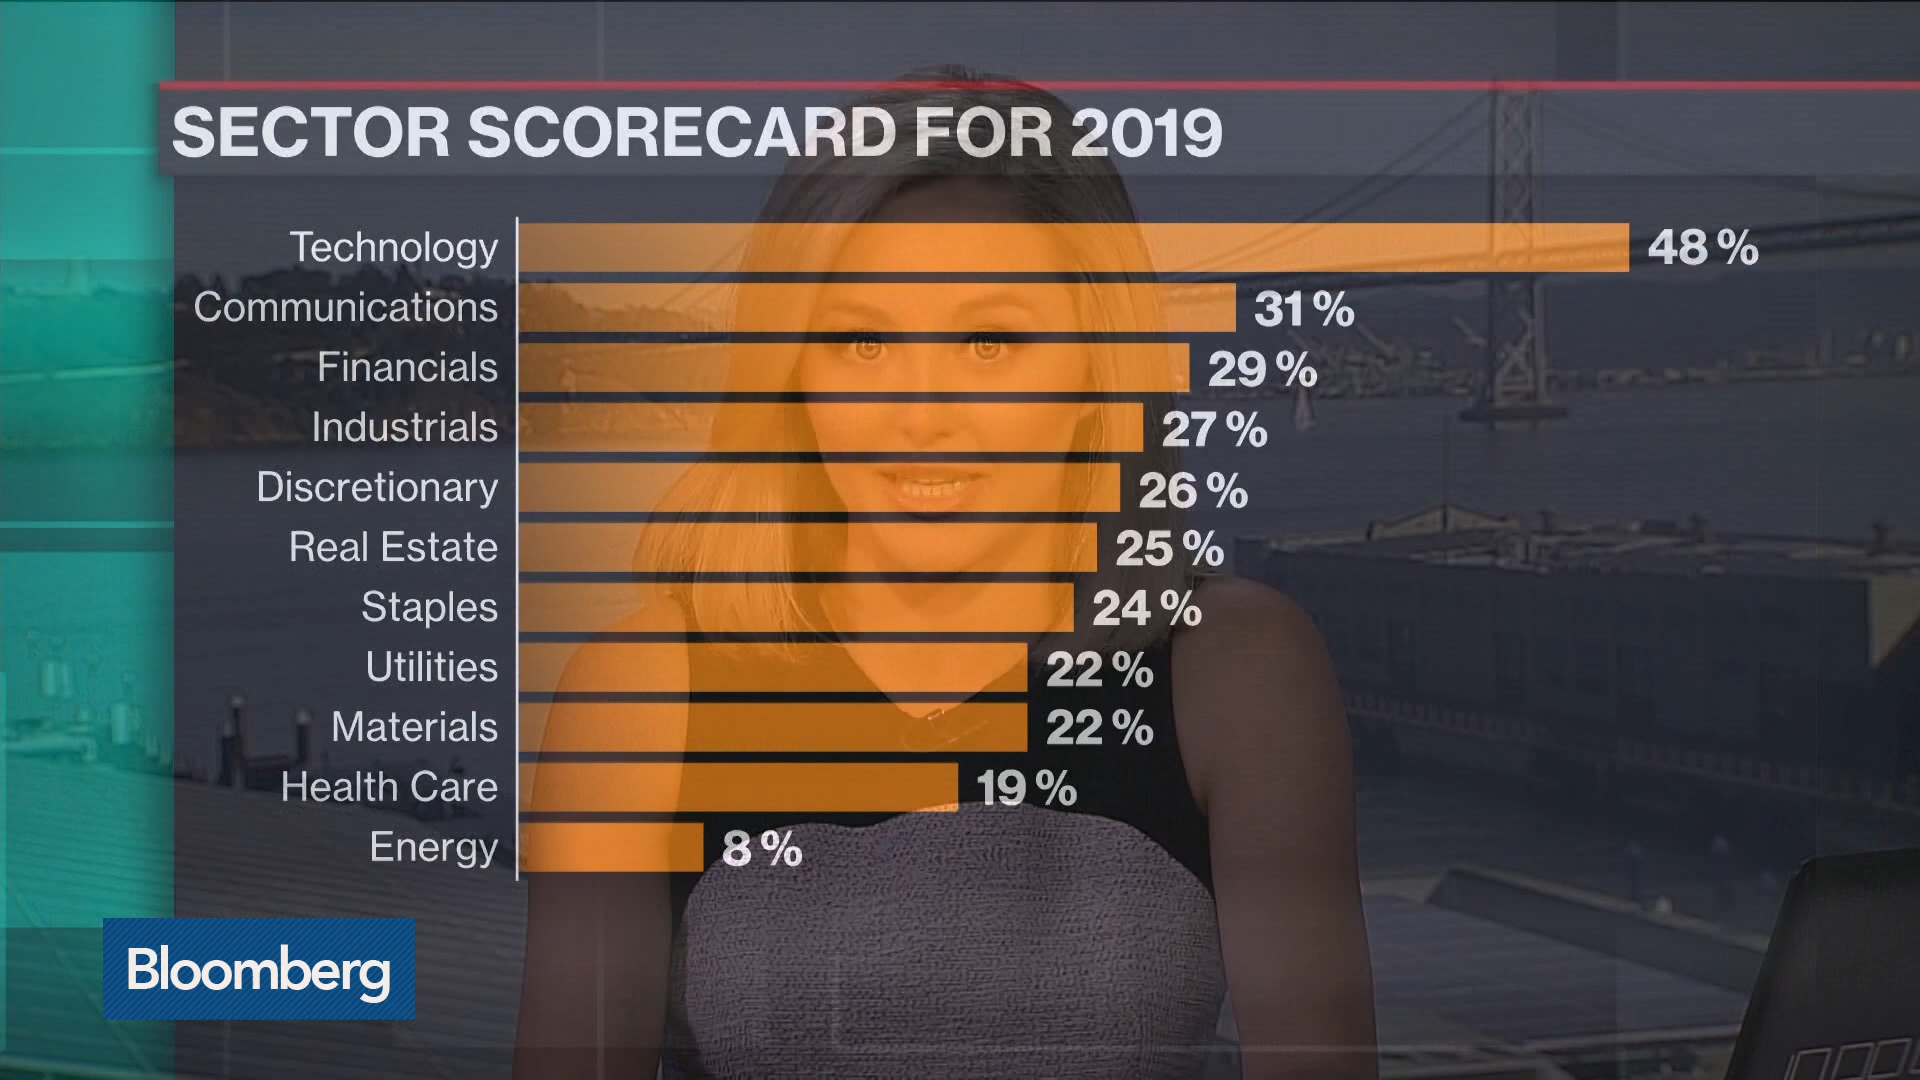 SECTOR SCORECARD FOR 2019
Technology 48%
Communications 31%
Financials 29%
Industrials 27%
Discretionary 26%
Real Estate 25%
Staples 24%
Utilities 22%
Materials 22%
Health Care 19%
Energy 8%
Bloomberg